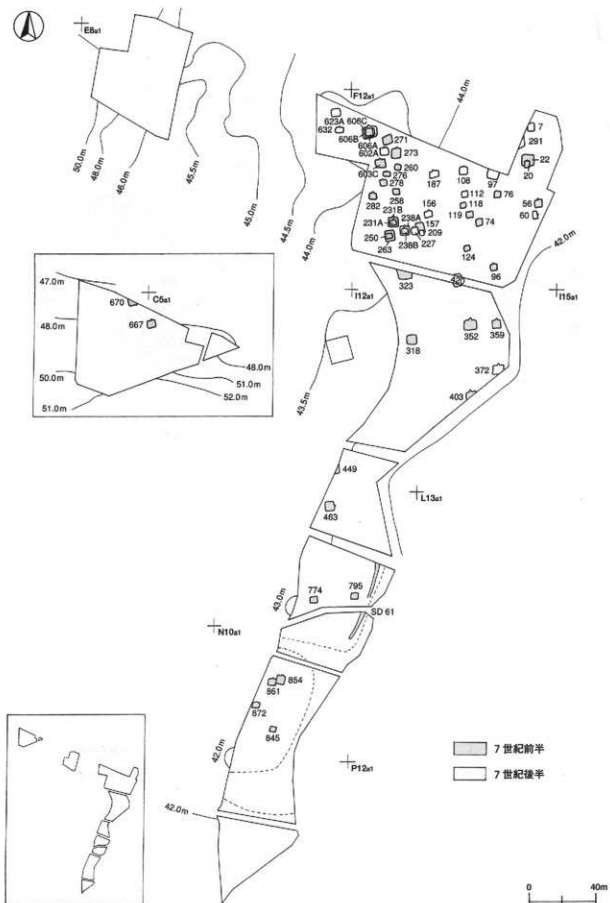 E8a1
F12a1
44.0m
50.0m
48.0m
46.0m
45.5m
45.0m
44.5m
44.0m
623A
606C
632
606B
606A
602A
603C
271
273
260
276
278
258
282
231B
231A
238A
250
263
238B
227
209
157
156
187
108
112
118
119
74
124
97
76
96
7
291
22
20
56
60
42.0m
47.0m
670
C5a1
48.0m
667
48.0m
50.0m
51.0m
51.0m
52.0m
I12a1
I15a1
323
42
318
352
359
372
403
43.5m
449
463
L13a1
774
795
43.0m
SD 61
N10a1
854
861
872
845
42.0m
P12a1
42.0m
7世紀前半
7世紀後半
0
40m